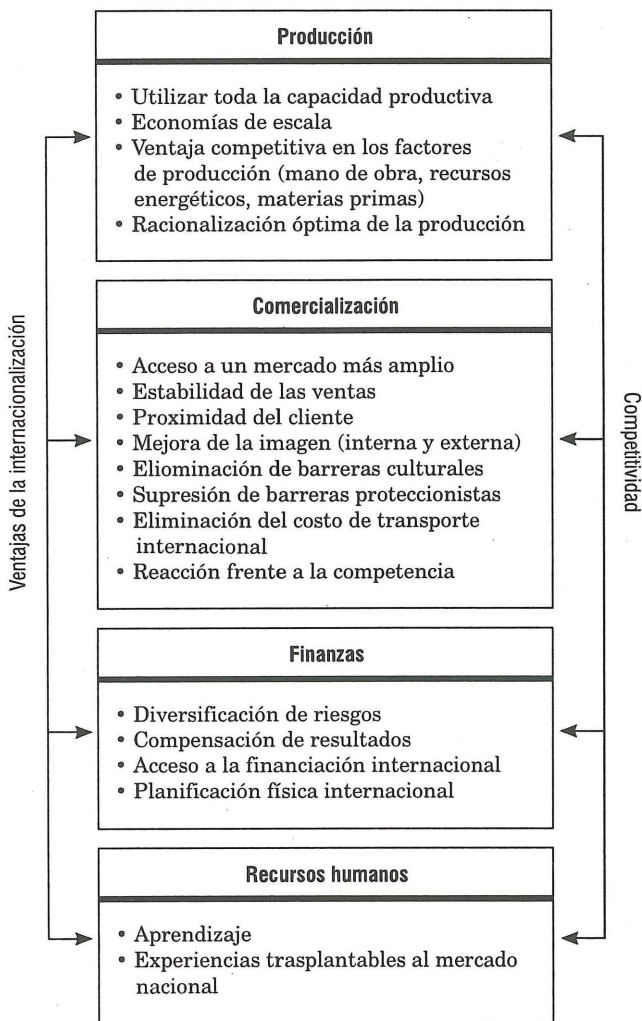 Producción
• Utilizar toda la capacidad productiva
• Economías de escala
• Ventaja competitiva en los factores
de producción (mano de obra, recursos
energéticos, materias primas)
• Racionalización óptima de la producción
Comercialización
• Acceso a un mercado más amplio
• Estabilidad de las ventas
• Proximidad del cliente
• Mejora de la imagen (interna y externa)
• Eliominación de barreras culturales
• Supresión de barreras proteccionistas
• Eliminación del costo de transporte
internacional
• Reacción frente a la competencia
Finanzas
• Diversificación de riesgos
• Compensación de resultados
• Acceso a la financiación internacional
• Planificación física internacional
Recursos humanos
• Aprendizaje
• Experiencias trasplantables al mercado
nacional
Ventajas de la internacionalización
Competitividad